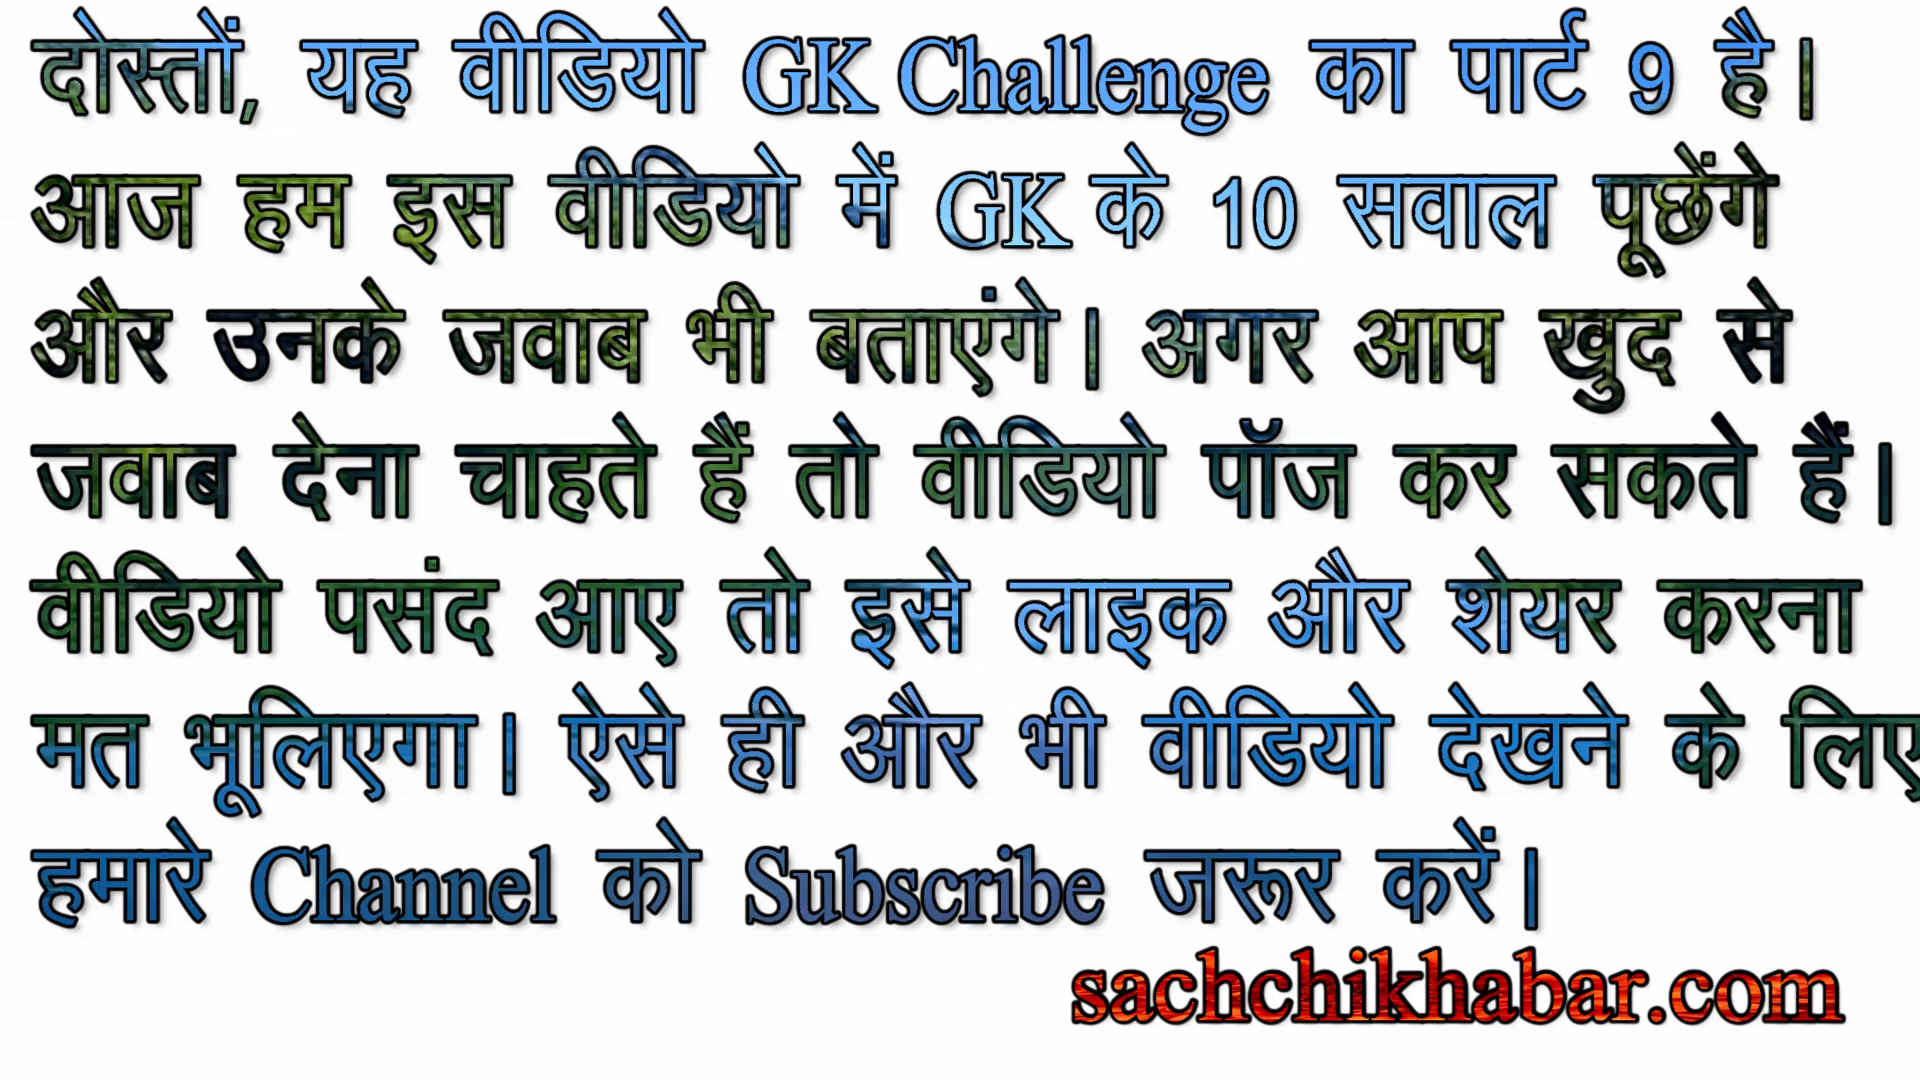 दोस्तों, यह वीडियो GK Challenge का पार्ट 9 है।
आज हम इस वीडियो में GK के 10 सवाल पूछेंगे
और उनके जवाब भी बताएंगे। अगर आप खुद से
जवाब देना चाहते हैं तो वीडियो पॉज कर सकते हैं।
वीडियो पसंद आए तो इसे लाइक और शेयर करना
मत भूलिएगा। ऐसे ही और भी वीडियो देखने के लिए
हमारे Channel को Subscribe जरूर करें।
sachchikhabar.com